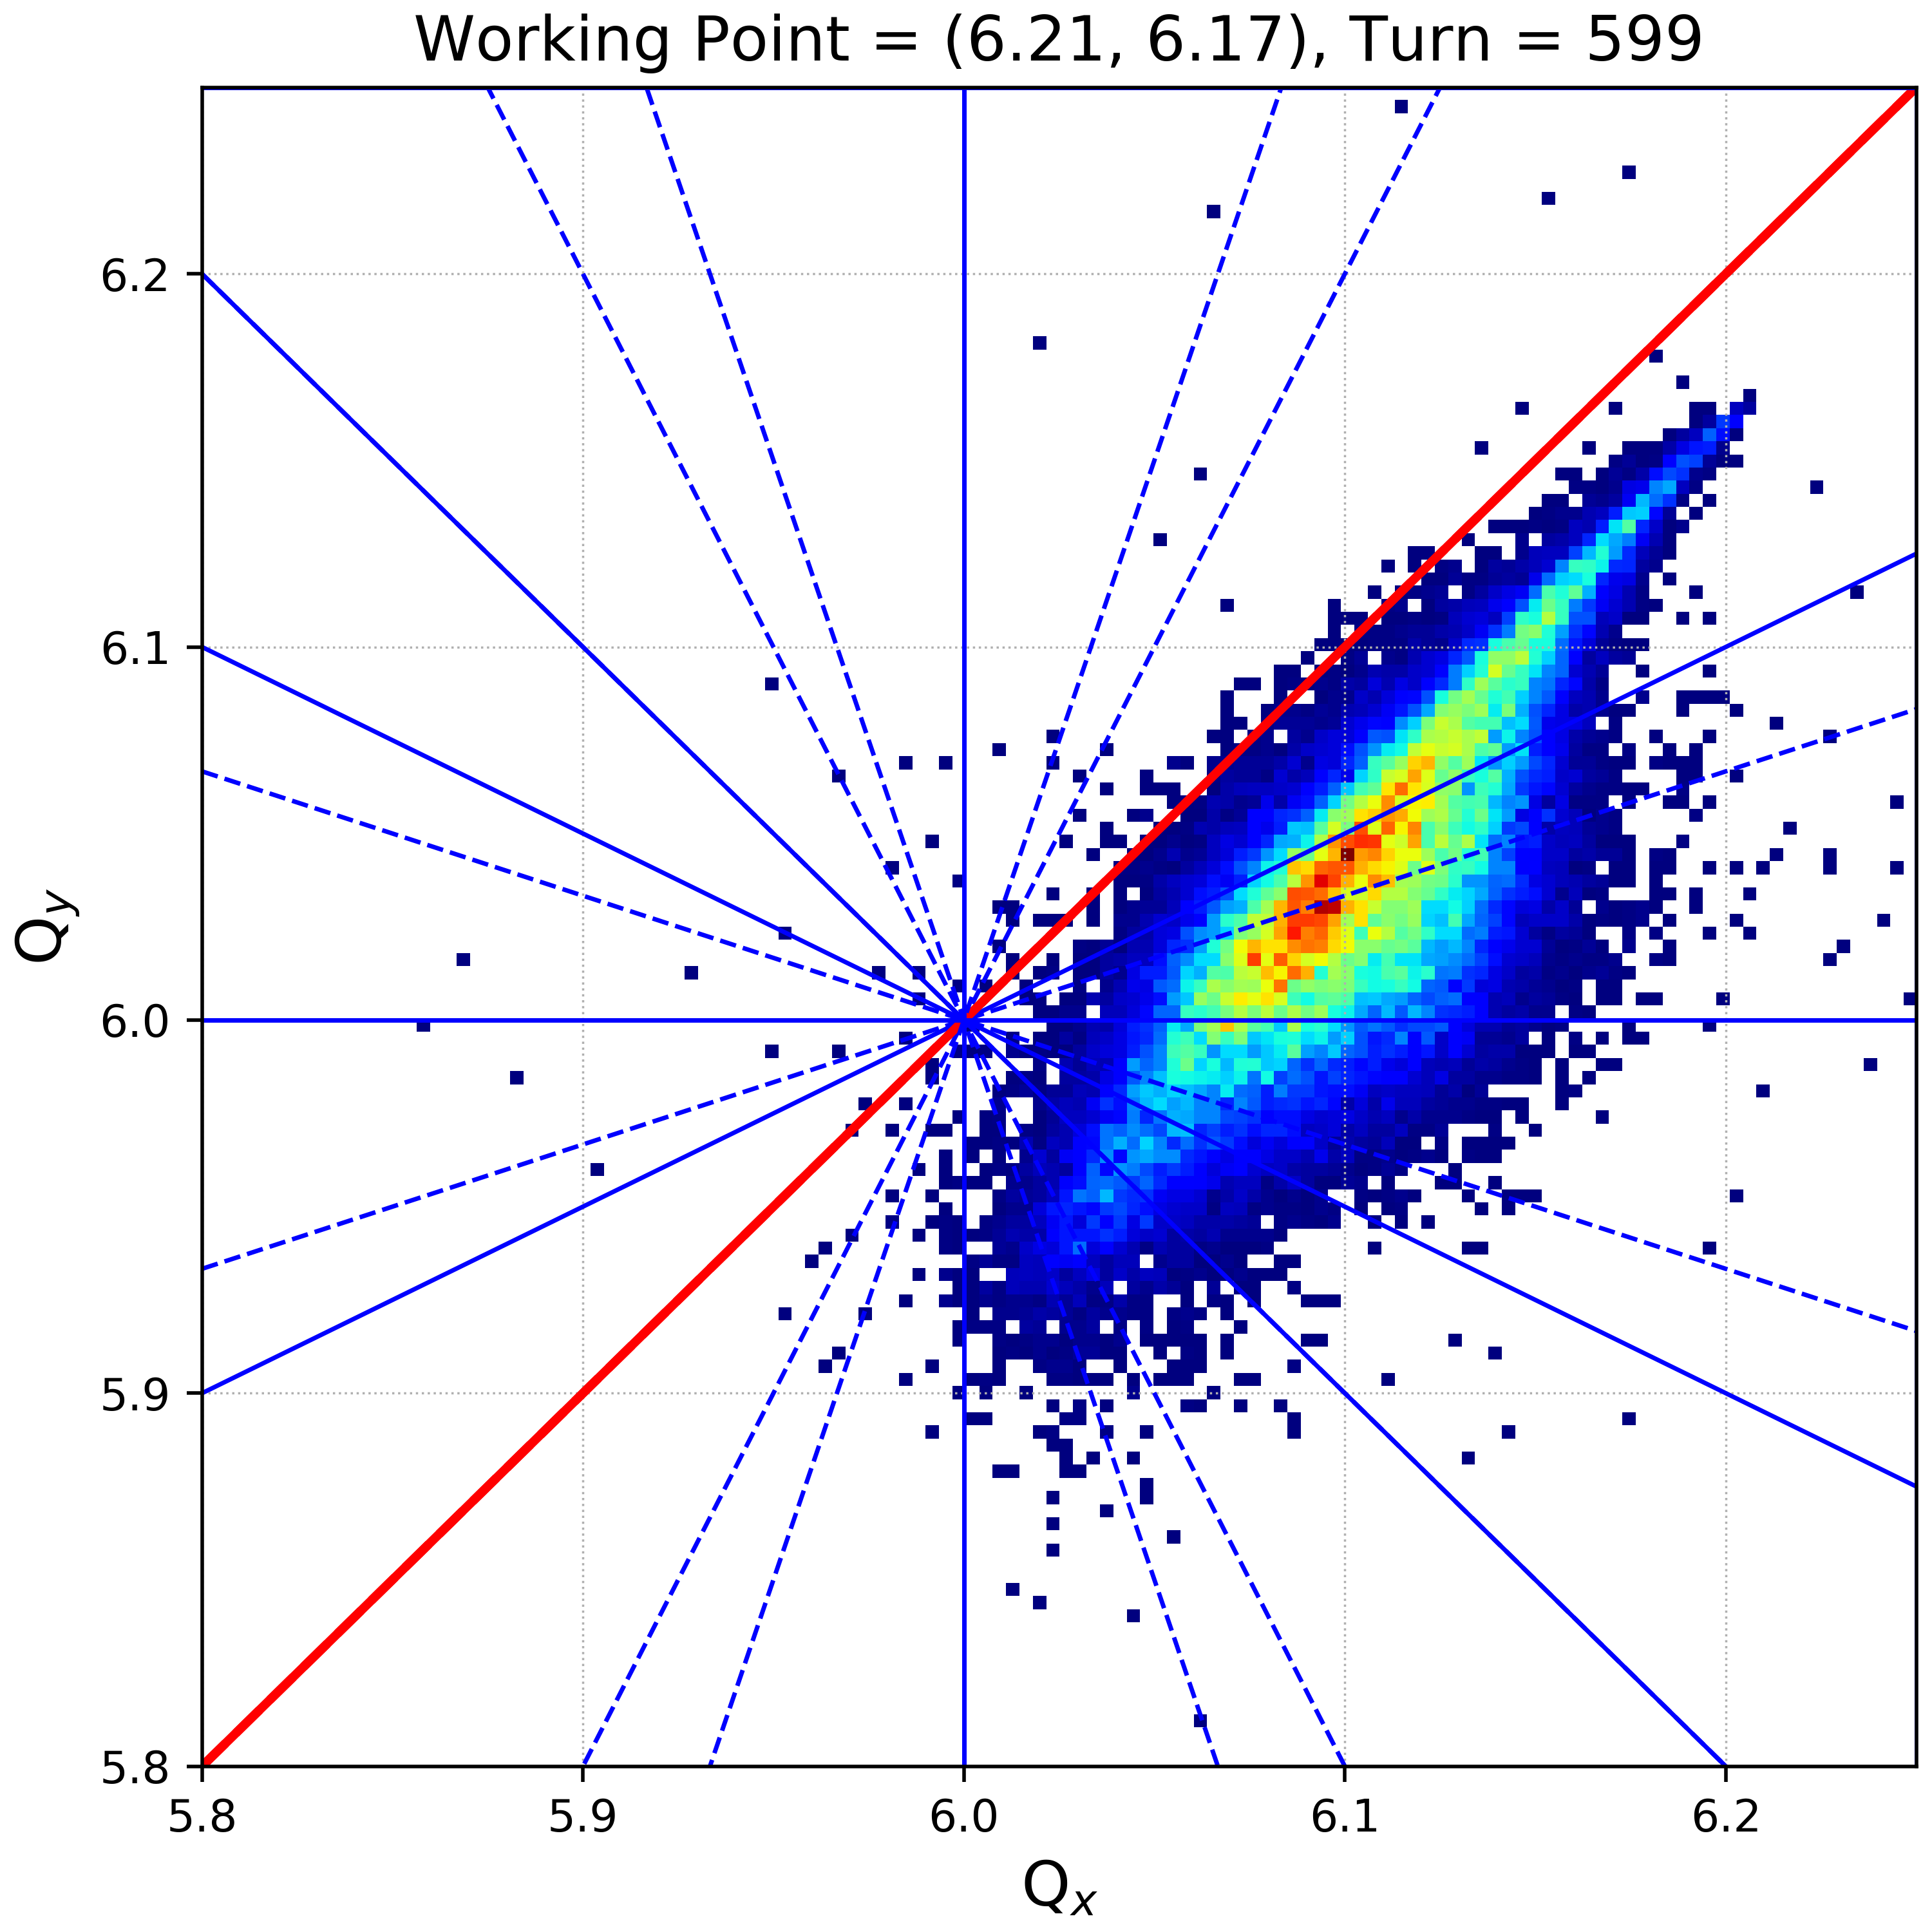 Working Point = (6.21, 6.17), Turn = 599
6.2
6.1
6.0
5.9
5.8
Qy
5.8 5.9 6.0 6.1 6.2
Qx